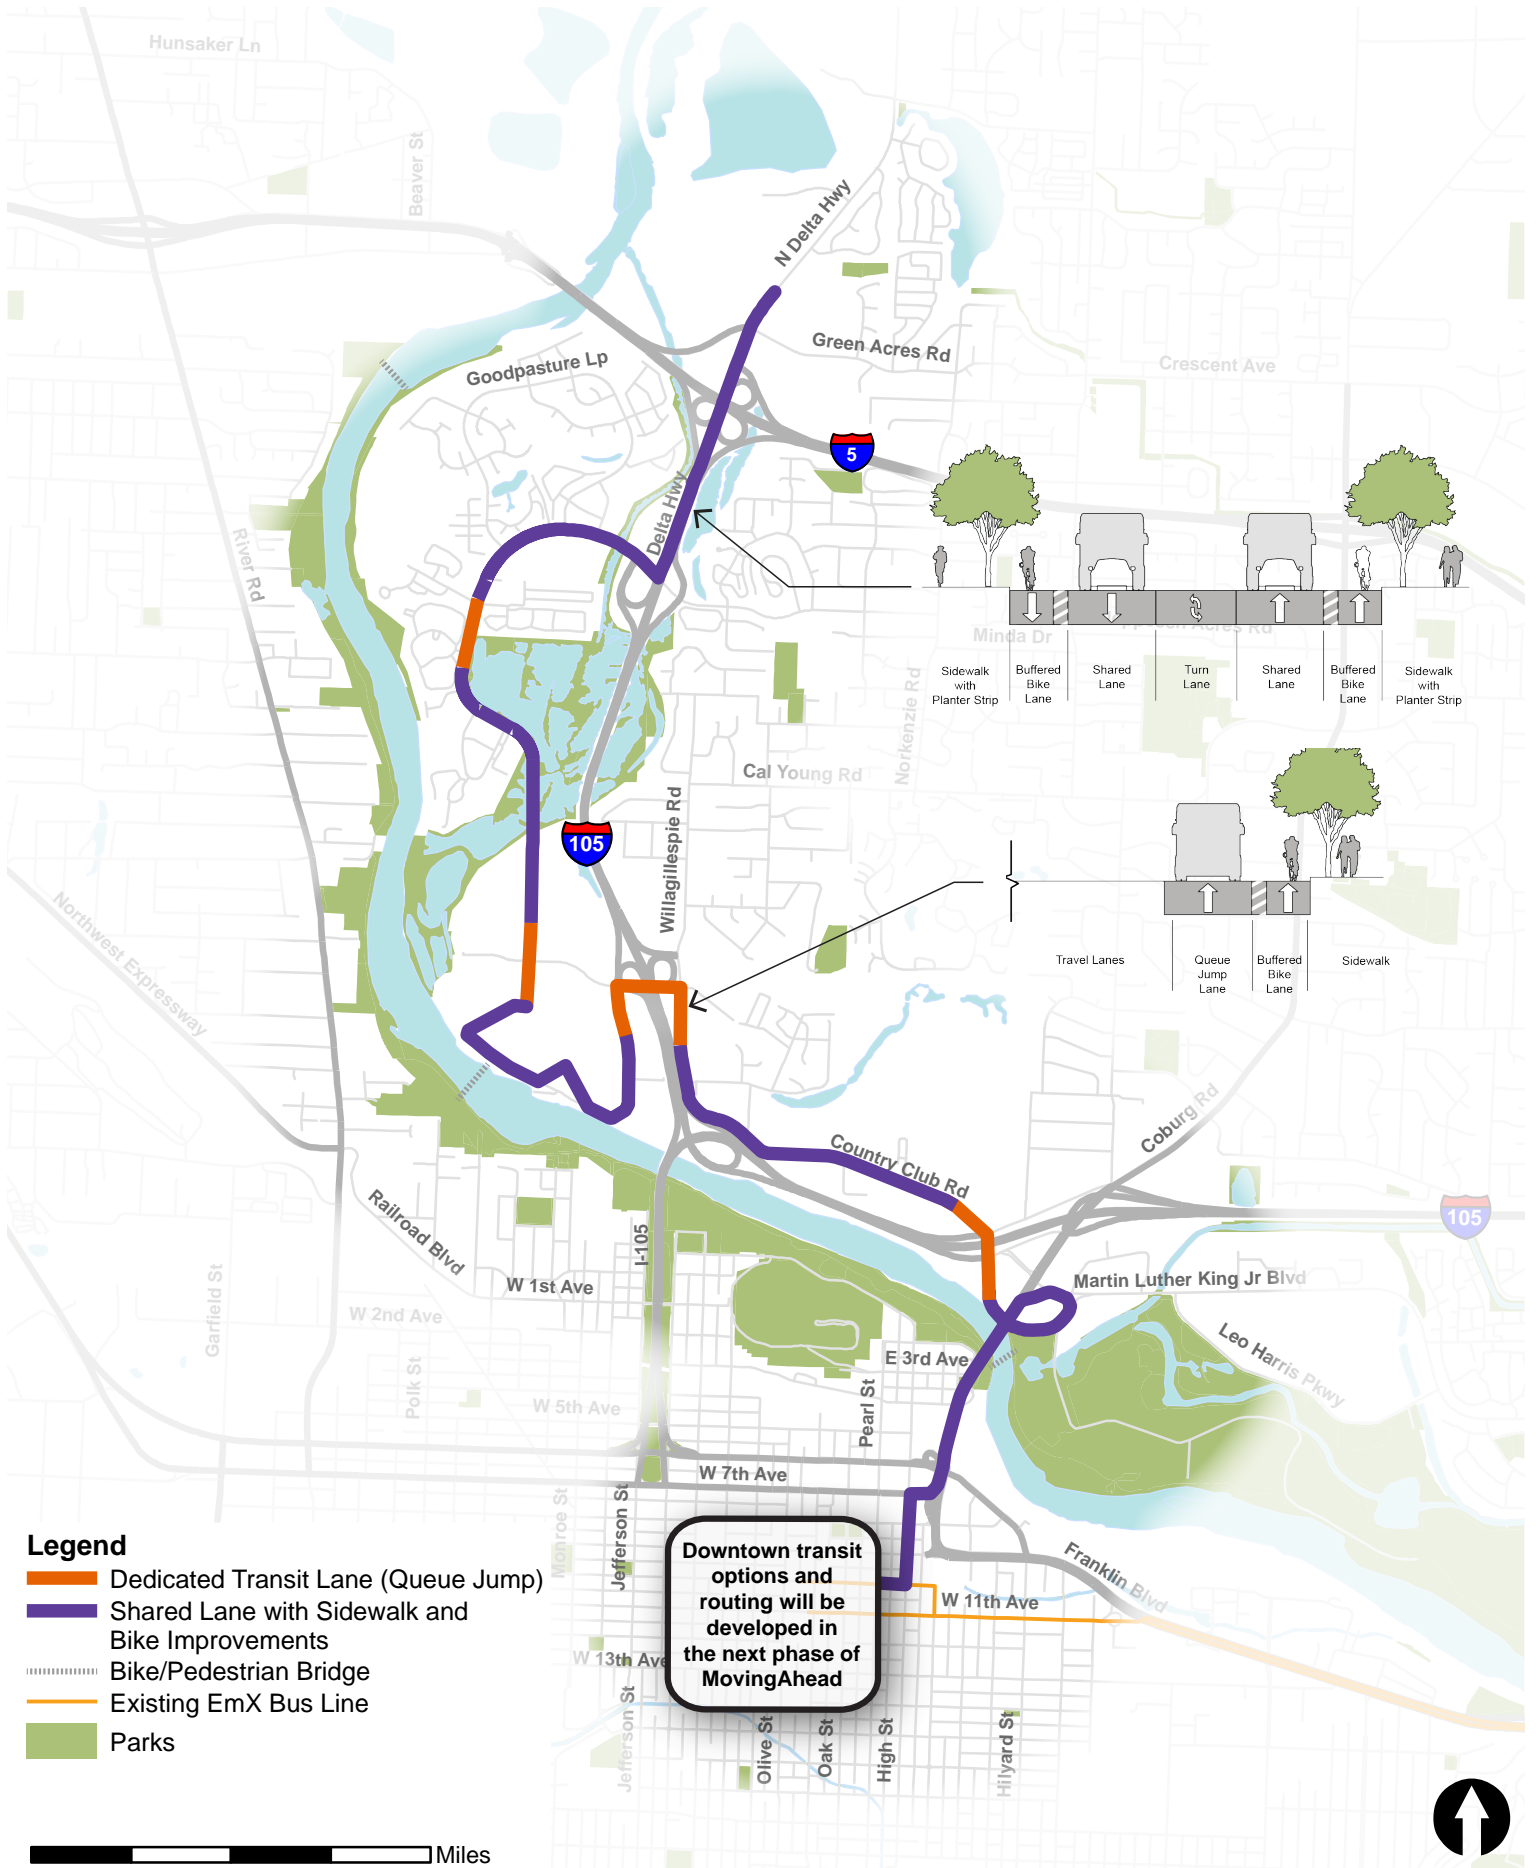 Hunsaker Ln
Beaver St
N Delta Hwy
Green Acres Rd
Goodpasture Lp
Crescent Ave
5
Delta Hwy
River Rd
Minda Dr
Sidewalk
with
Planter Strip
Buffered
Bike
Lane
Shared
Lane
Turn
Lane
Shared
Lane
Buffered
Bike
Lane
Sidewalk
with
Planter Strip
Norkenzie Rd
Cal Young Rd
Willagillespie Rd
105
Northwest Expressway
Travel Lanes
Queue
Jump
Lane
Buffered
Bike
Lane
Sidewalk
Coburg Rd
Country Club Rd
Railroad Blvd
I-105
105
Garfield St
W 1st Ave
Martin Luther King Jr Blvd
W 2nd Ave
Leo Harris Pkwy
E 3rd Ave
Polk St
Pearl St
W 5th Ave
W 7th Ave
Monroe St
Jefferson St
Franklin Blvd
W 11th Ave
W 13th Ave
Downtown transit
options and
routing will be
developed in
the next phase of
MovingAhead
Jefferson St
Olive St
Oak St
High St
Hilyard St
Legend
Dedicated Transit Lane (Queue Jump)
Shared Lane with Sidewalk and
Bike Improvements
Bike/Pedestrian Bridge
Existing EmX Bus Line
Parks
Miles